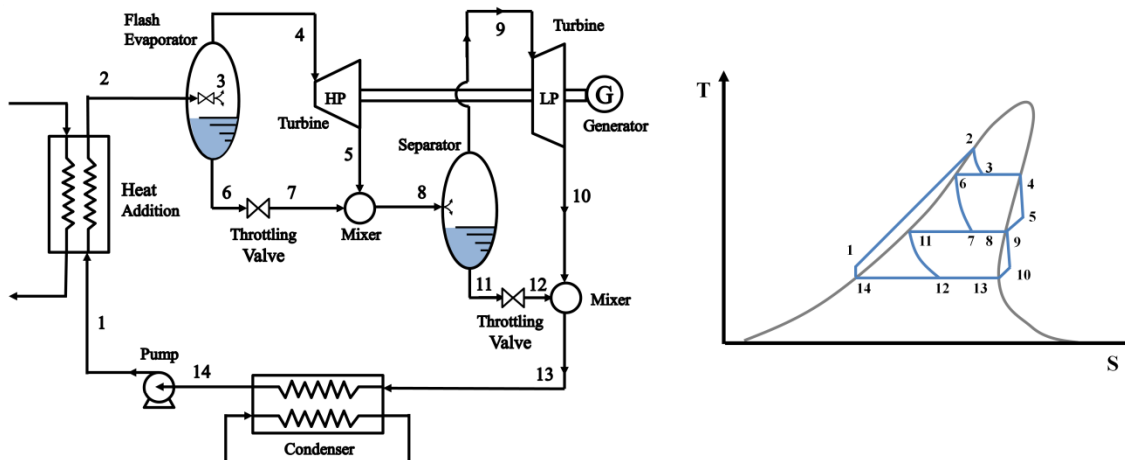 Flash
Evaporator
4
9
Turbine
2
3
HP
LP
G
Generator
Turbine
5
Separator
Heat
Addition
6
7
8
10
Throttling
Valve
Mixer
11
12
Mixer
Throttling
Valve
1
Pump
14
13
Condenser
T
2
3
6
4
5
1
11
7
8
9
10
14
12
13
S